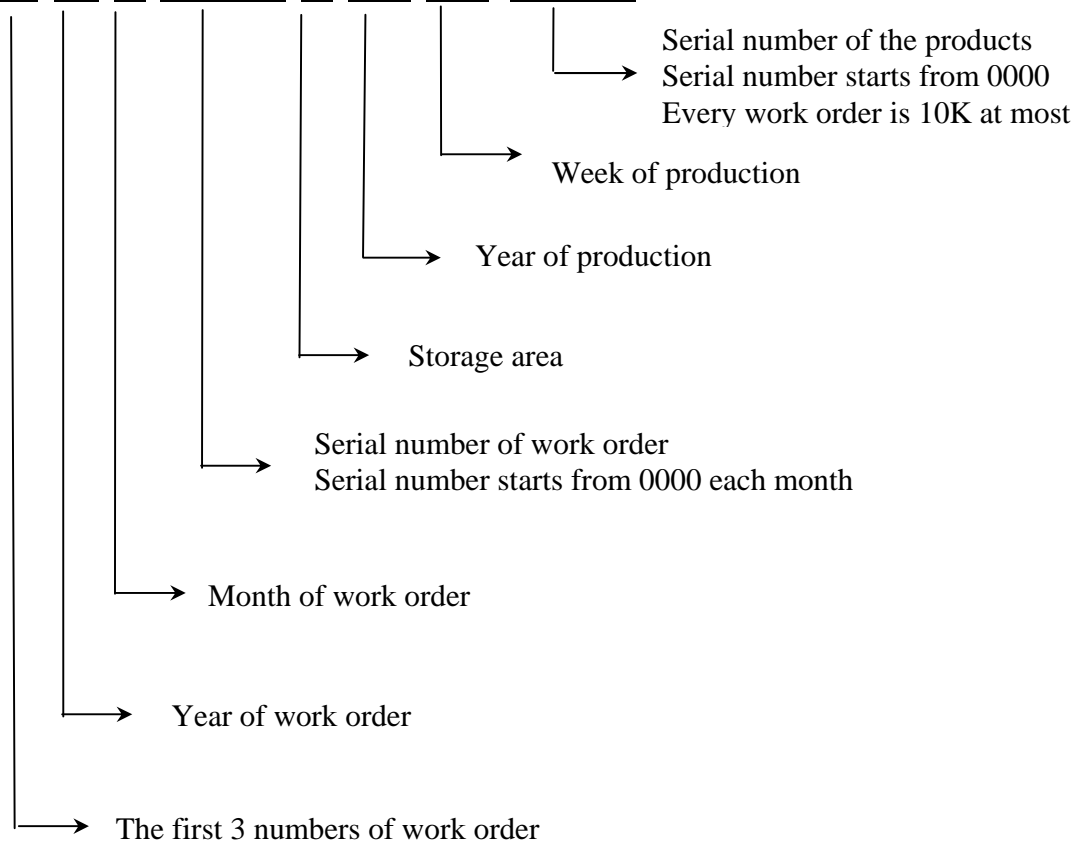 Serial number of the products
Serial number starts from 0000
Every work order is 10K at most
Week of production
Year of production
Storage area
Serial number of work order
Serial number starts from 0000 each month
Month of work order
Year of work order
The first 3 numbers of work order